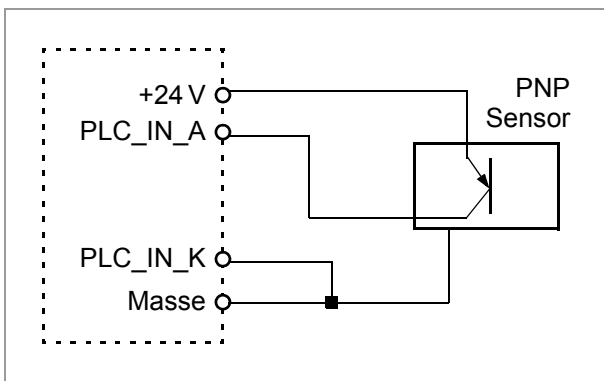 +24 V
PLC_IN_A
PLC_IN_K
Masse
PNP
Sensor